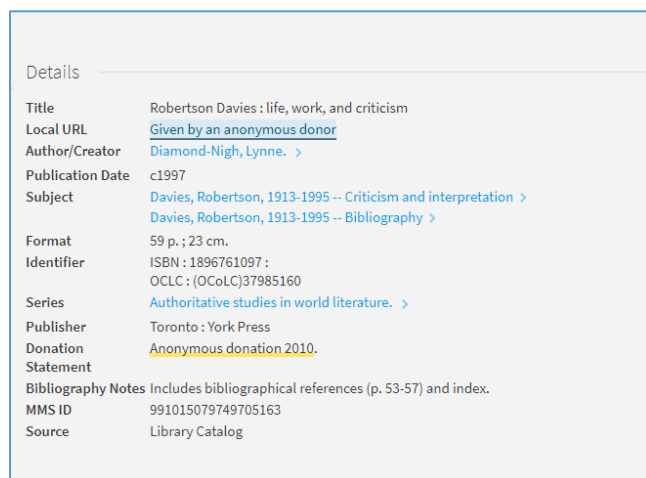 Details
Title Robertson Davies : life, work, and criticism
Local URL Given by an anonymous donor
Author/Creator Diamond-Nigh, Lynne. >
Publication Date c1997
Subject Davies, Robertson, 1913-1995 -- Criticism and interpretation >
Davies, Robertson, 1913-1995 -- Bibliography >
Format 59 p. ; 23 cm.
Identifier ISBN : 1896761097 :
OCLC : (OCoLC)37985160
Series Authoritative studies in world literature. >
Publisher Toronto : York Press
Donation Anonymous donation 2010.
Statement
Bibliography Notes Includes bibliographical references (p. 53-57) and index.
MMS ID 991015079749705163
Source Library Catalog